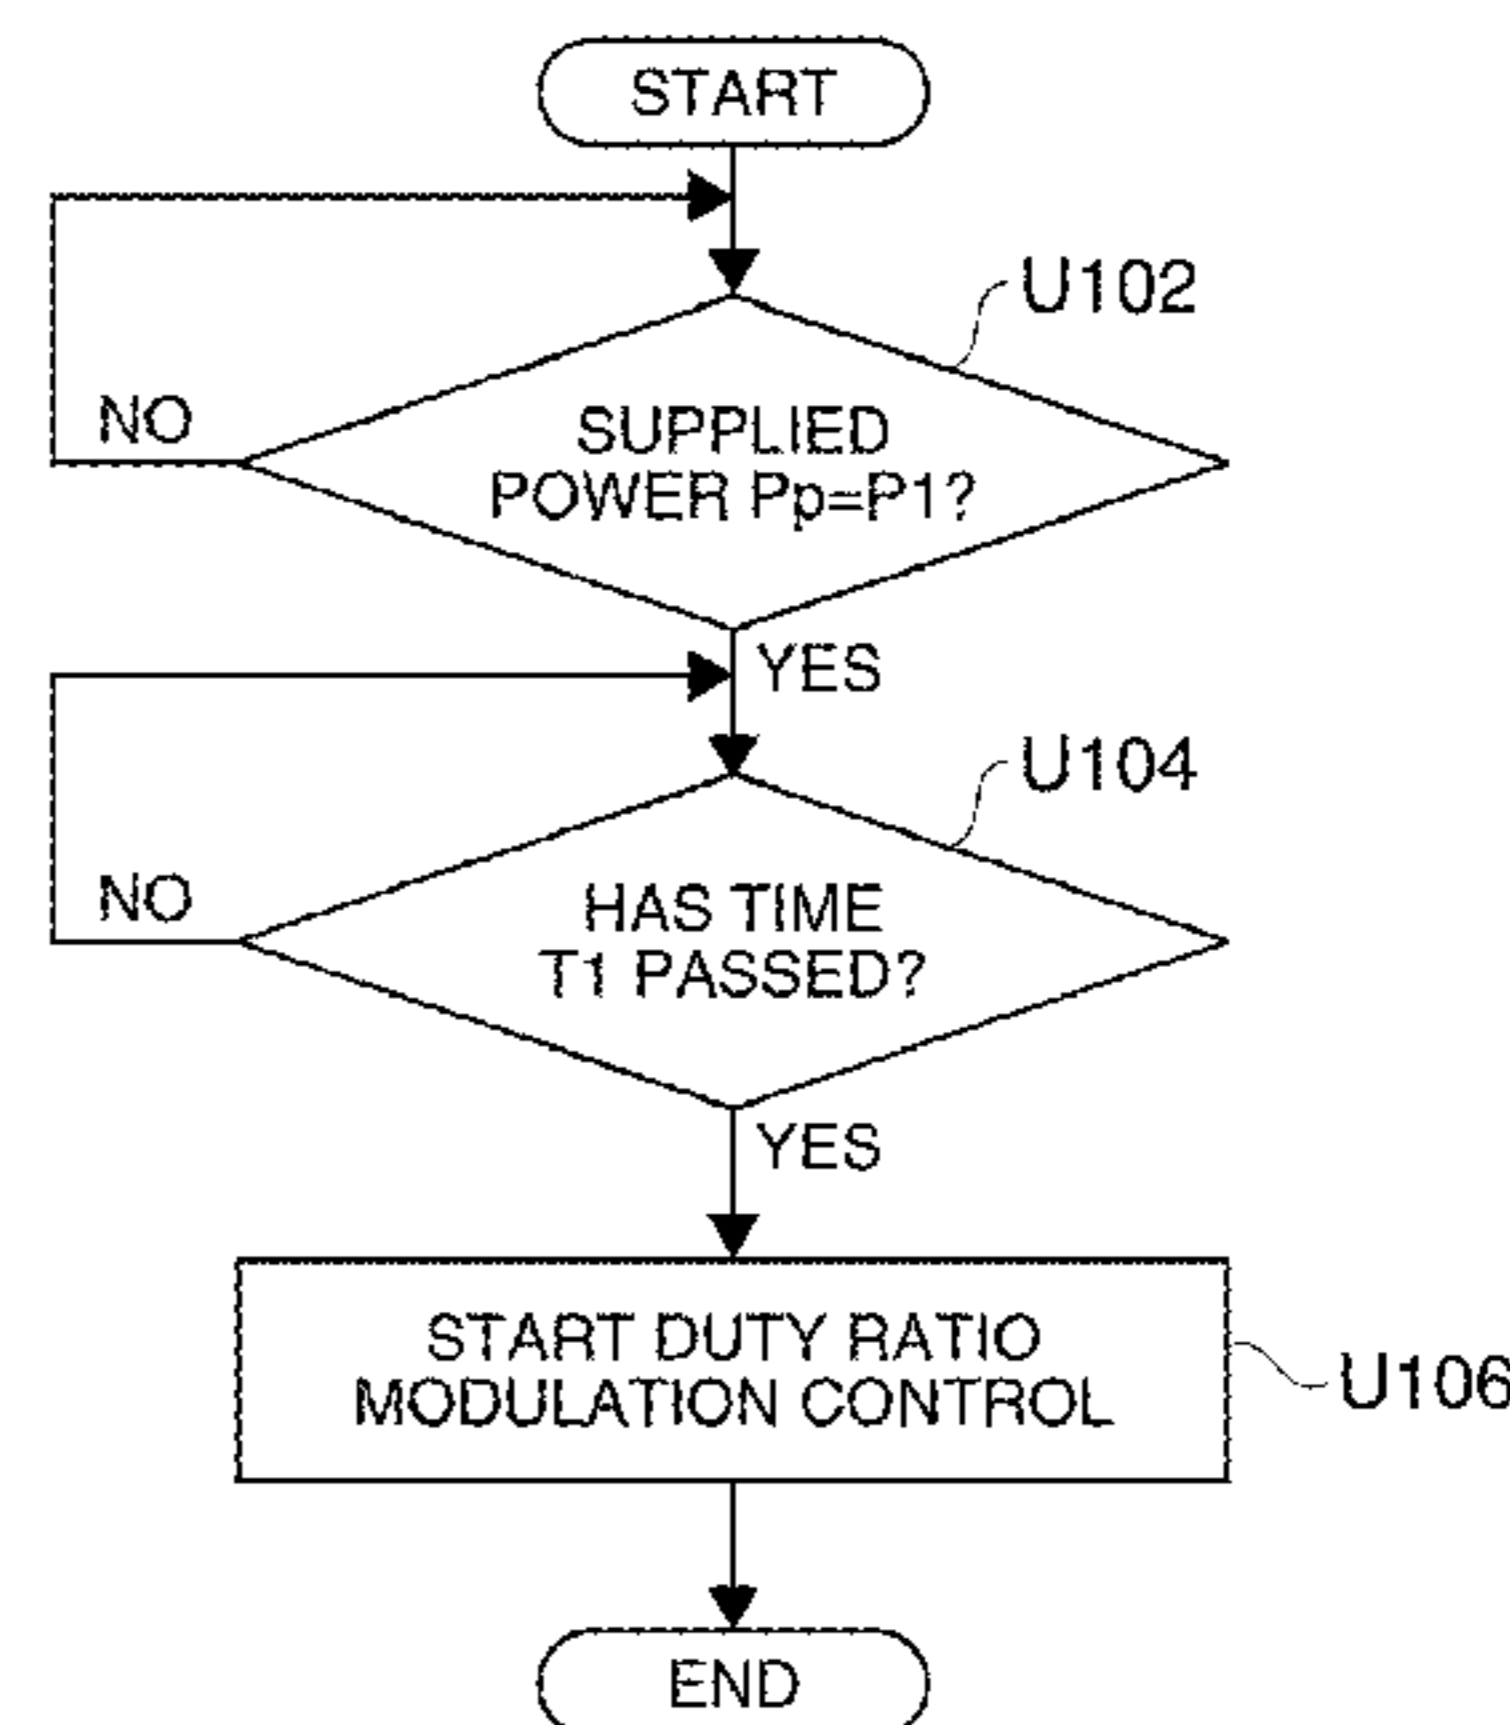 START
U102
SUPPLIED
POWER Pp=P1?
NO
YES
U104
HAS TIME
T1 PASSED?
NO
YES
START DUTY RATIO
MODULATION CONTROL
U106
END